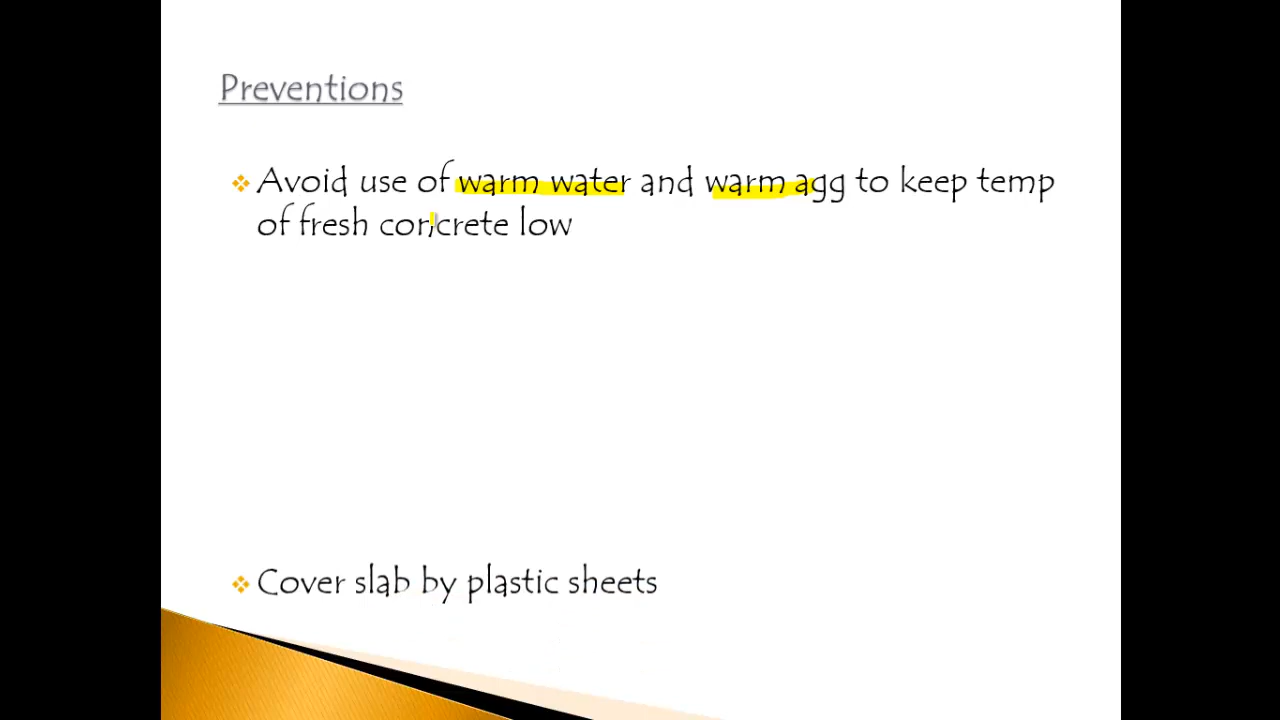 Preventions
Avoid use of warm water and warm agg to keep temp
of fresh concrete low
Cover slab by plastic sheets